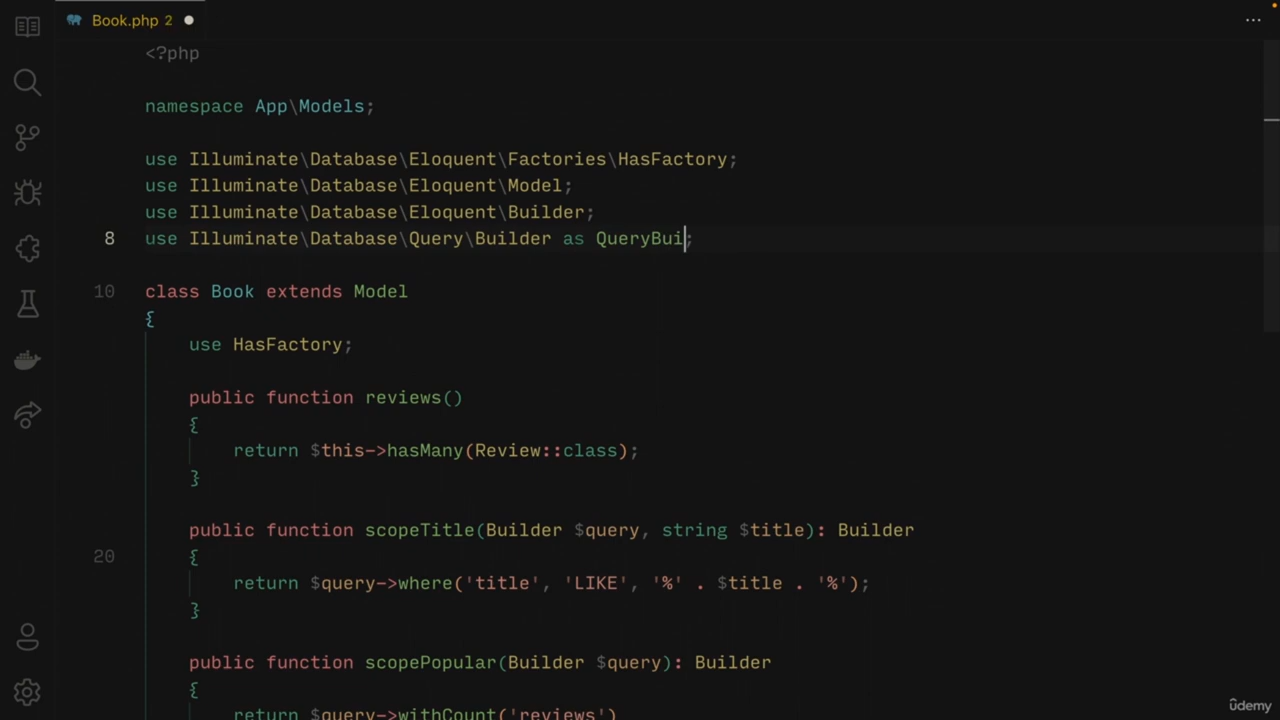 Book.php 2
<?php
namespace App\Models;
use Illuminate\Database\Eloquent\Factories\HasFactory;
use Illuminate\Database\Eloquent\Model;
use Illuminate\Database\Eloquent\Builder;
8 use Illuminate\Database\Query\Builder as QueryBui;
10 class Book extends Model
{
use HasFactory;
public function reviews()
{
return $this->hasMany(Review::class);
}
public function scopeTitle(Builder $query, string $title): Builder
20 {
return $query->where('title', 'LIKE', '%' . $title . '%');
}
public function scopePopular(Builder $query): Builder
{
return $query->withCount('reviews')
ûdemy